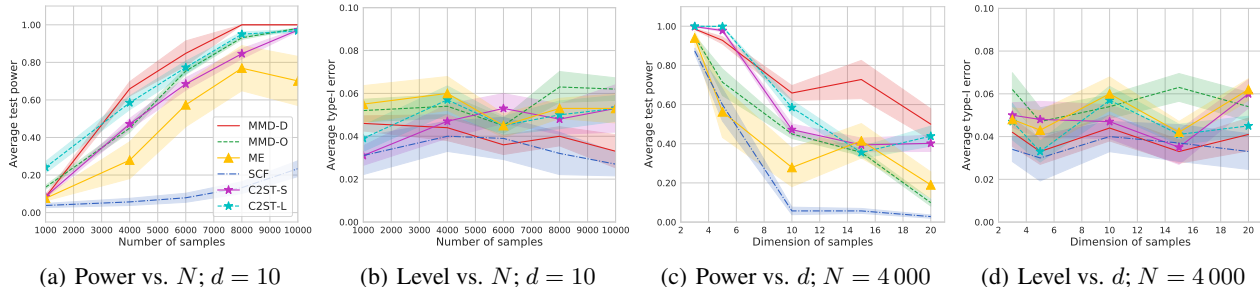 Average test power
1.00
0.80
0.60
0.40
0.20
0.00
MMD-D
MMD-O
ME
SCF
C2ST-S
C2ST-L
1000 2000 3000 4000 5000 6000 7000 8000 9000 10000
Number of samples
(a) Power vs. N; d = 10
Average type-I error
0.10
0.08
0.06
0.04
0.02
0.00
1000 2000 3000 4000 5000 6000 7000 8000 9000 10000
Number of samples
(b) Level vs. N; d = 10
Average test power
1.0
0.8
0.6
0.4
0.2
0.0
2 4 6 8 10 12 14 16 18 20
Dimension of samples
(c) Power vs. d; N = 4 000
Average type-I error
0.10
0.08
0.06
0.04
0.02
0.00
2 4 6 8 10 12 14 16 18 20
Dimension of samples
(d) Level vs. d; N = 4 000